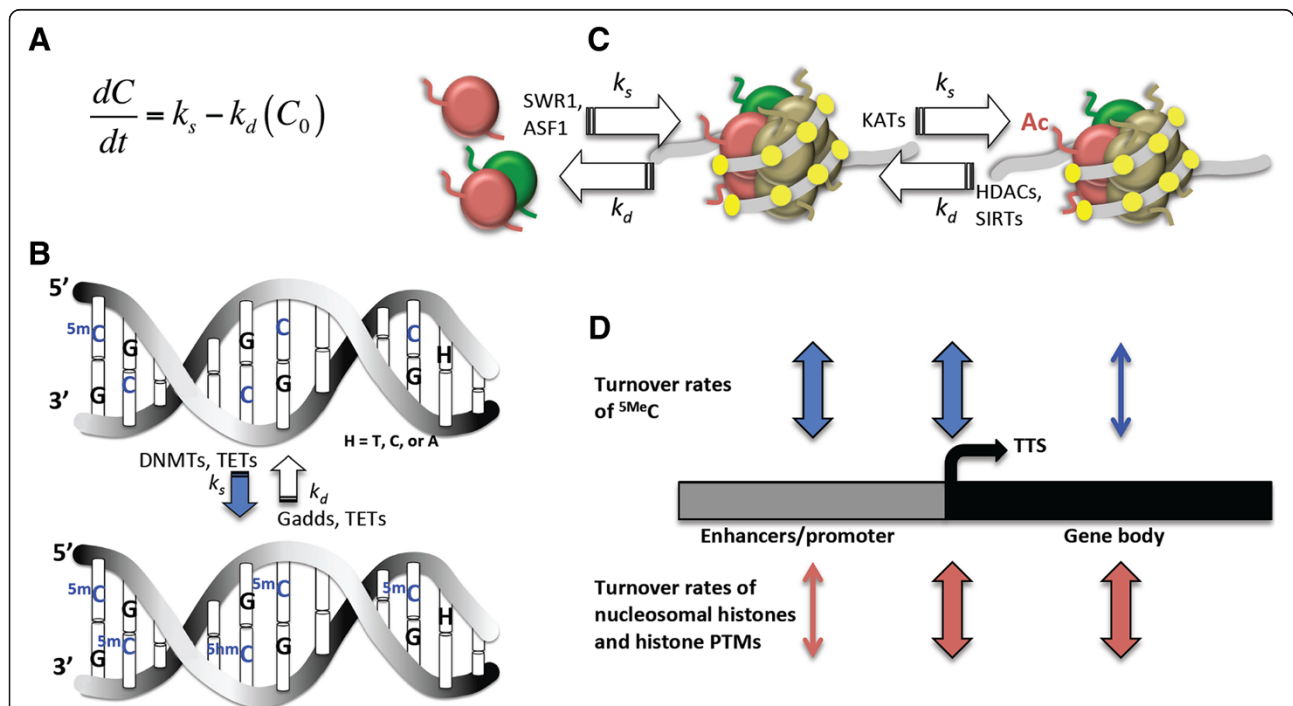 A
dC/dt = k_s − k_d (C_0)
C
SWR1,
ASF1
k_s
k_d
KATs
k_s
Ac
k_d
HDACs,
SIRTs
B
5’
3’
5mC
G
G
C
G
C
C
G
C
G
H
H = T, C, or A
DNMTs, TETs
k_s
k_d
Gadds, TETs
5’
3’
5mC
G
G
5mC
G
5hmC
5mC
G
5mC
G
H
D
Turnover rates
of 5MeC
TTS
Enhancers/promoter
Gene body
Turnover rates of
nucleosomal histones
and histone PTMs